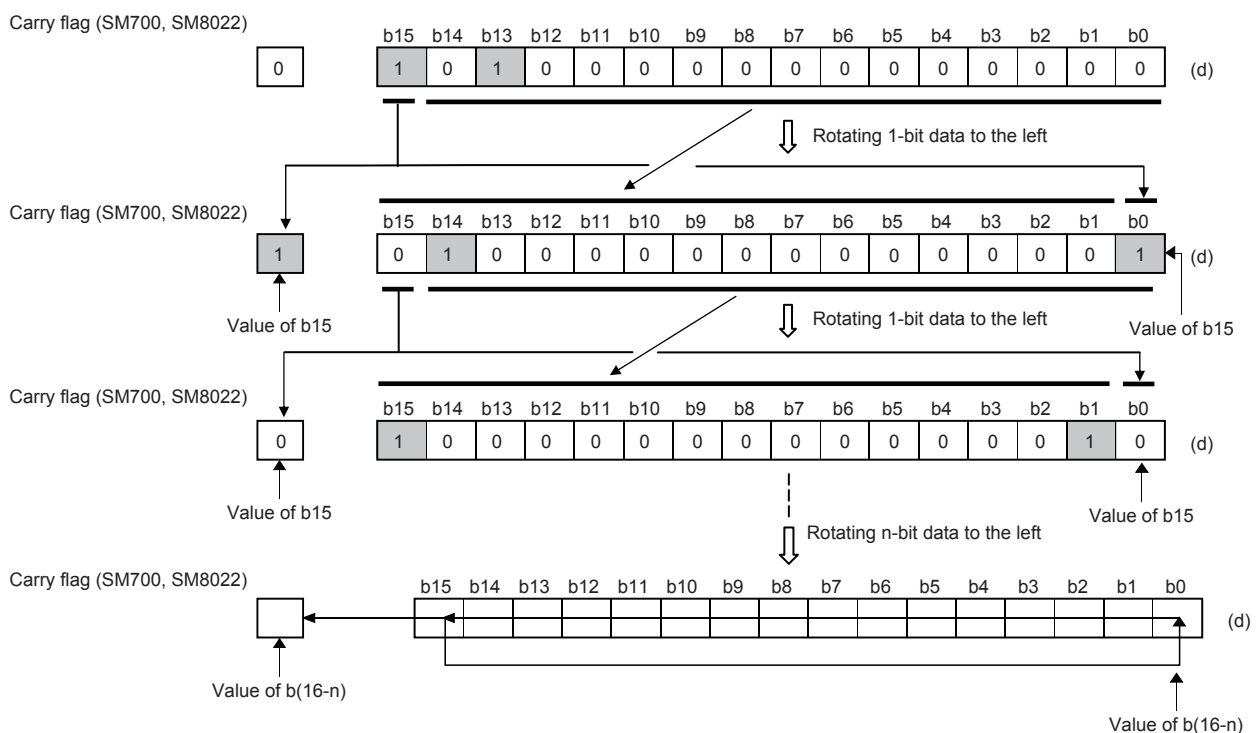 Carry flag (SM700, SM8022)
b15 b14 b13 b12 b11 b10 b9 b8 b7 b6 b5 b4 b3 b2 b1 b0
0 1 0 1 0 0 0 0 0 0 0 0 0 0 0 0 0 (d)
Rotating 1-bit data to the left
Carry flag (SM700, SM8022)
b15 b14 b13 b12 b11 b10 b9 b8 b7 b6 b5 b4 b3 b2 b1 b0
1 0 1 0 0 0 0 0 0 0 0 0 0 0 0 0 1 (d)
Value of b15
Rotating 1-bit data to the left
Value of b15
Carry flag (SM700, SM8022)
b15 b14 b13 b12 b11 b10 b9 b8 b7 b6 b5 b4 b3 b2 b1 b0
0 1 0 0 0 0 0 0 0 0 0 0 0 0 0 1 0 (d)
Value of b15
Value of b15
Rotating n-bit data to the left
Carry flag (SM700, SM8022)
b15 b14 b13 b12 b11 b10 b9 b8 b7 b6 b5 b4 b3 b2 b1 b0
(d)
Value of b(16-n)
Value of b(16-n)